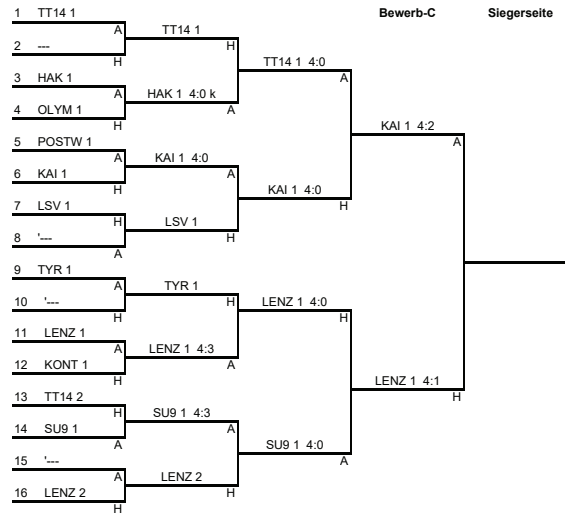 Bewerb-C Siegerseite
1 TT14 1
A
TT14 1
H
2 ---
H
TT14 1 4:0
A
3 HAK 1
A
HAK 1 4:0 k
A
4 OLYM 1
H
KAI 1 4:2
A
5 POSTW 1
A
KAI 1 4:0
A
6 KAI 1
H
KAI 1 4:0
H
7 LSV 1
H
LSV 1
H
8 '---
A
9 TYR 1
A
TYR 1
H
10 '---
H
LENZ 1 4:0
H
11 LENZ 1
A
LENZ 1 4:3
A
12 KONT 1
H
LENZ 1 4:1
H
13 TT14 2
H
SU9 1 4:3
A
14 SU9 1
A
SU9 1 4:0
A
15 '---
A
LENZ 2
H
16 LENZ 2
H